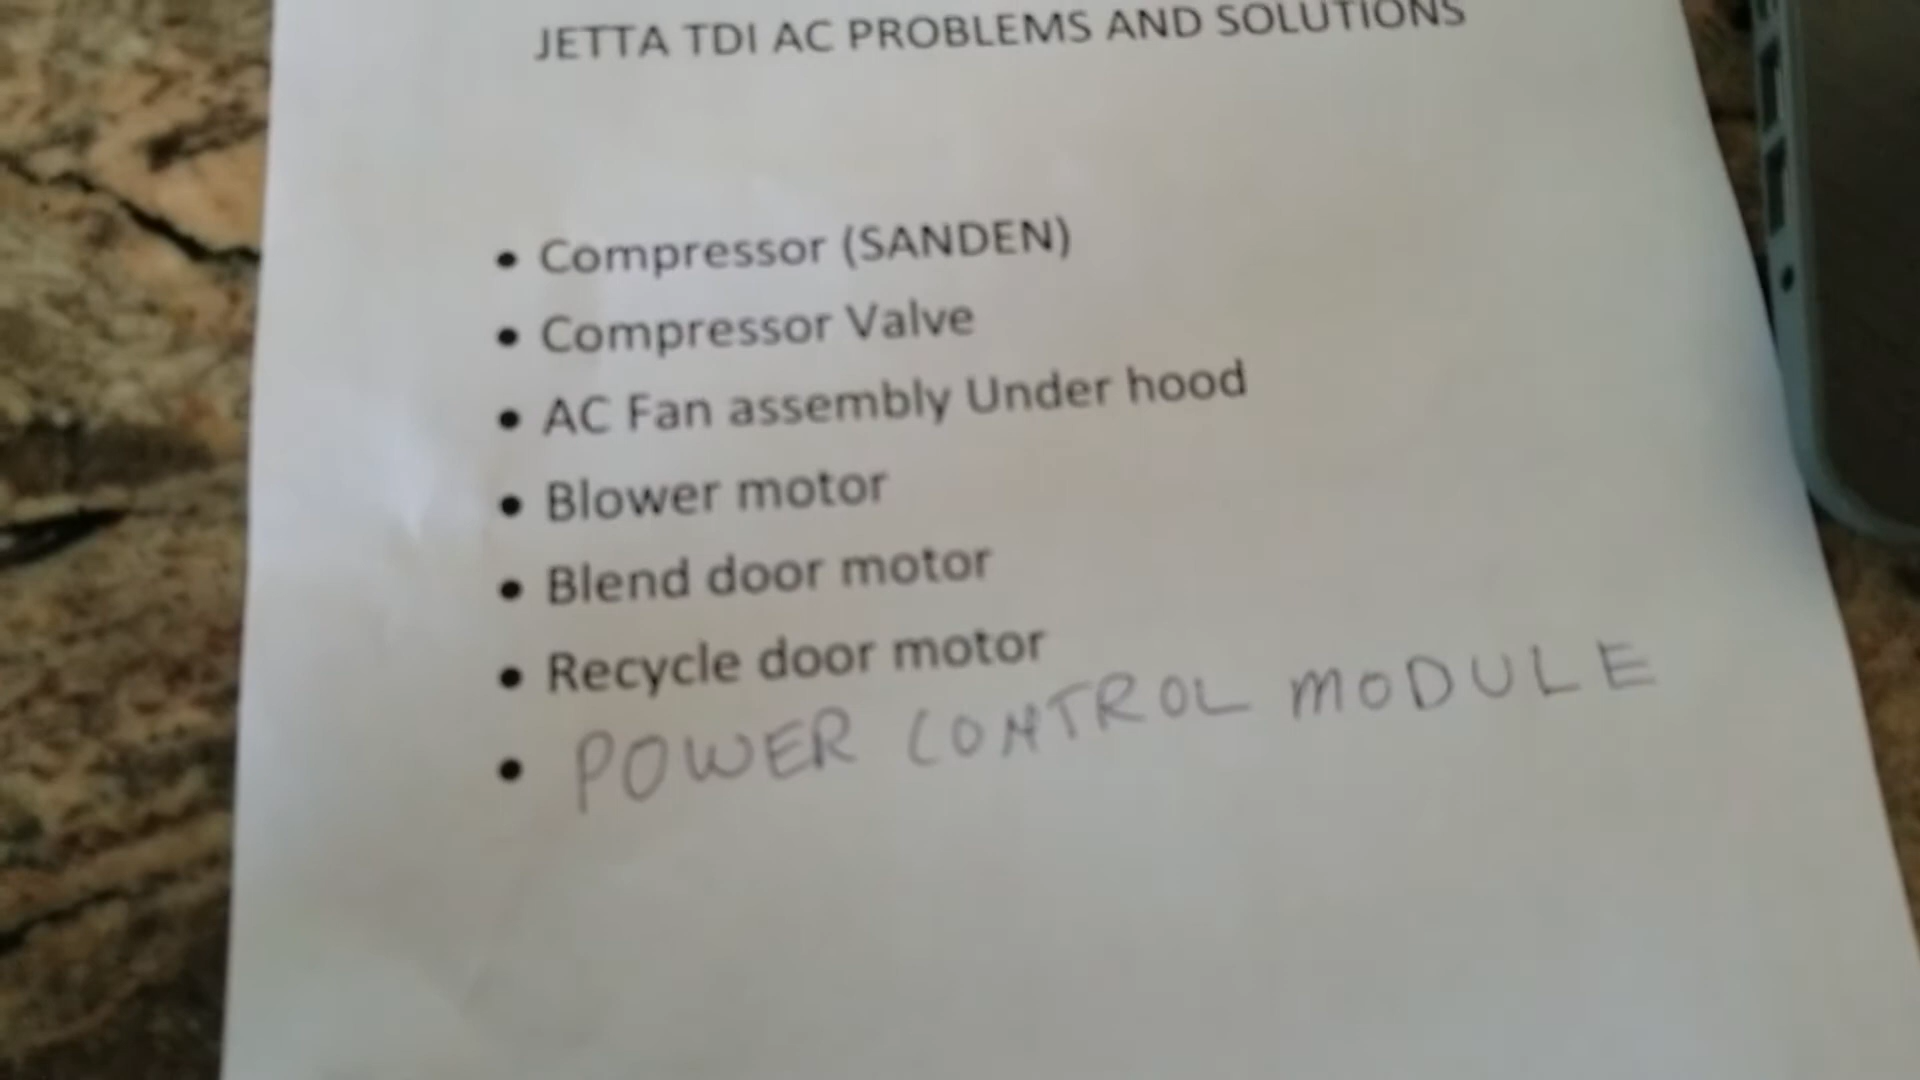 JETTA TDI AC PROBLEMS AND SOLUTIONS
• Compressor (SANDEN)
• Compressor Valve
• AC Fan assembly Under hood
• Blower motor
• Blend door motor
• Recycle door motor
• POWER CONTROL MODULE